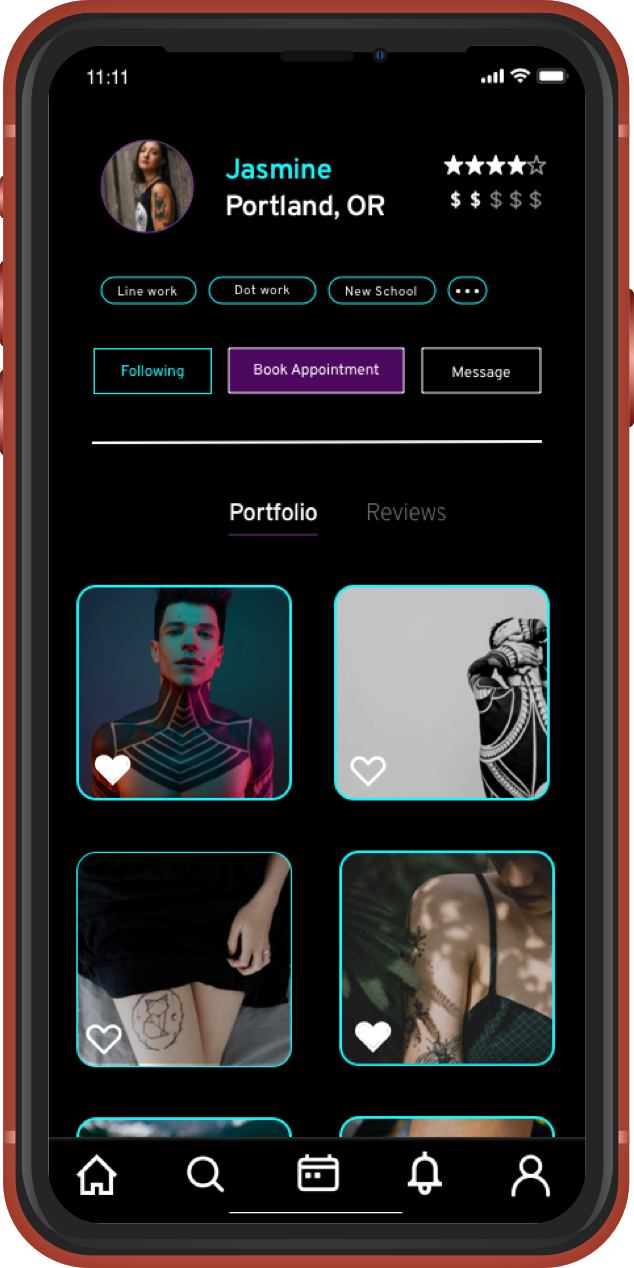 11:11
Jasmine
Portland, OR
$ $ $ $ $
Line work Dot work New School
Following Book Appointment Message
Portfolio Reviews